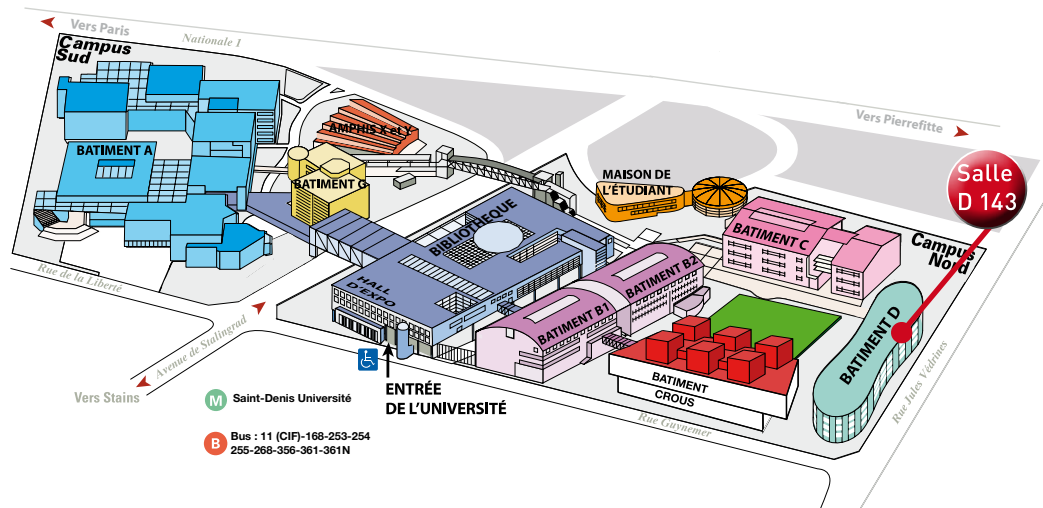 Vers Paris
Nationale 1
Campus
Sud
Vers Pierrefitte
AMPHIS X et Y
BATIMENT A
BATIMENT G
MAISON DE
L'ÉTUDIANT
Salle
D 143
BIBLIOTHEQUE
BATIMENT C
Campus
Nord
HALL
D'EXPO
BATIMENT B2
BATIMENT B1
BATIMENT D
Rue de la Liberté
Avenue de Stalingrad
Rue Jules Védrines
BATIMENT
CROUS
ENTRÉE
DE L'UNIVERSITÉ
Vers Stains
M Saint-Denis Université
Rue Guynemer
B Bus : 11 (CIF)-168-253-254
255-268-356-361-361N